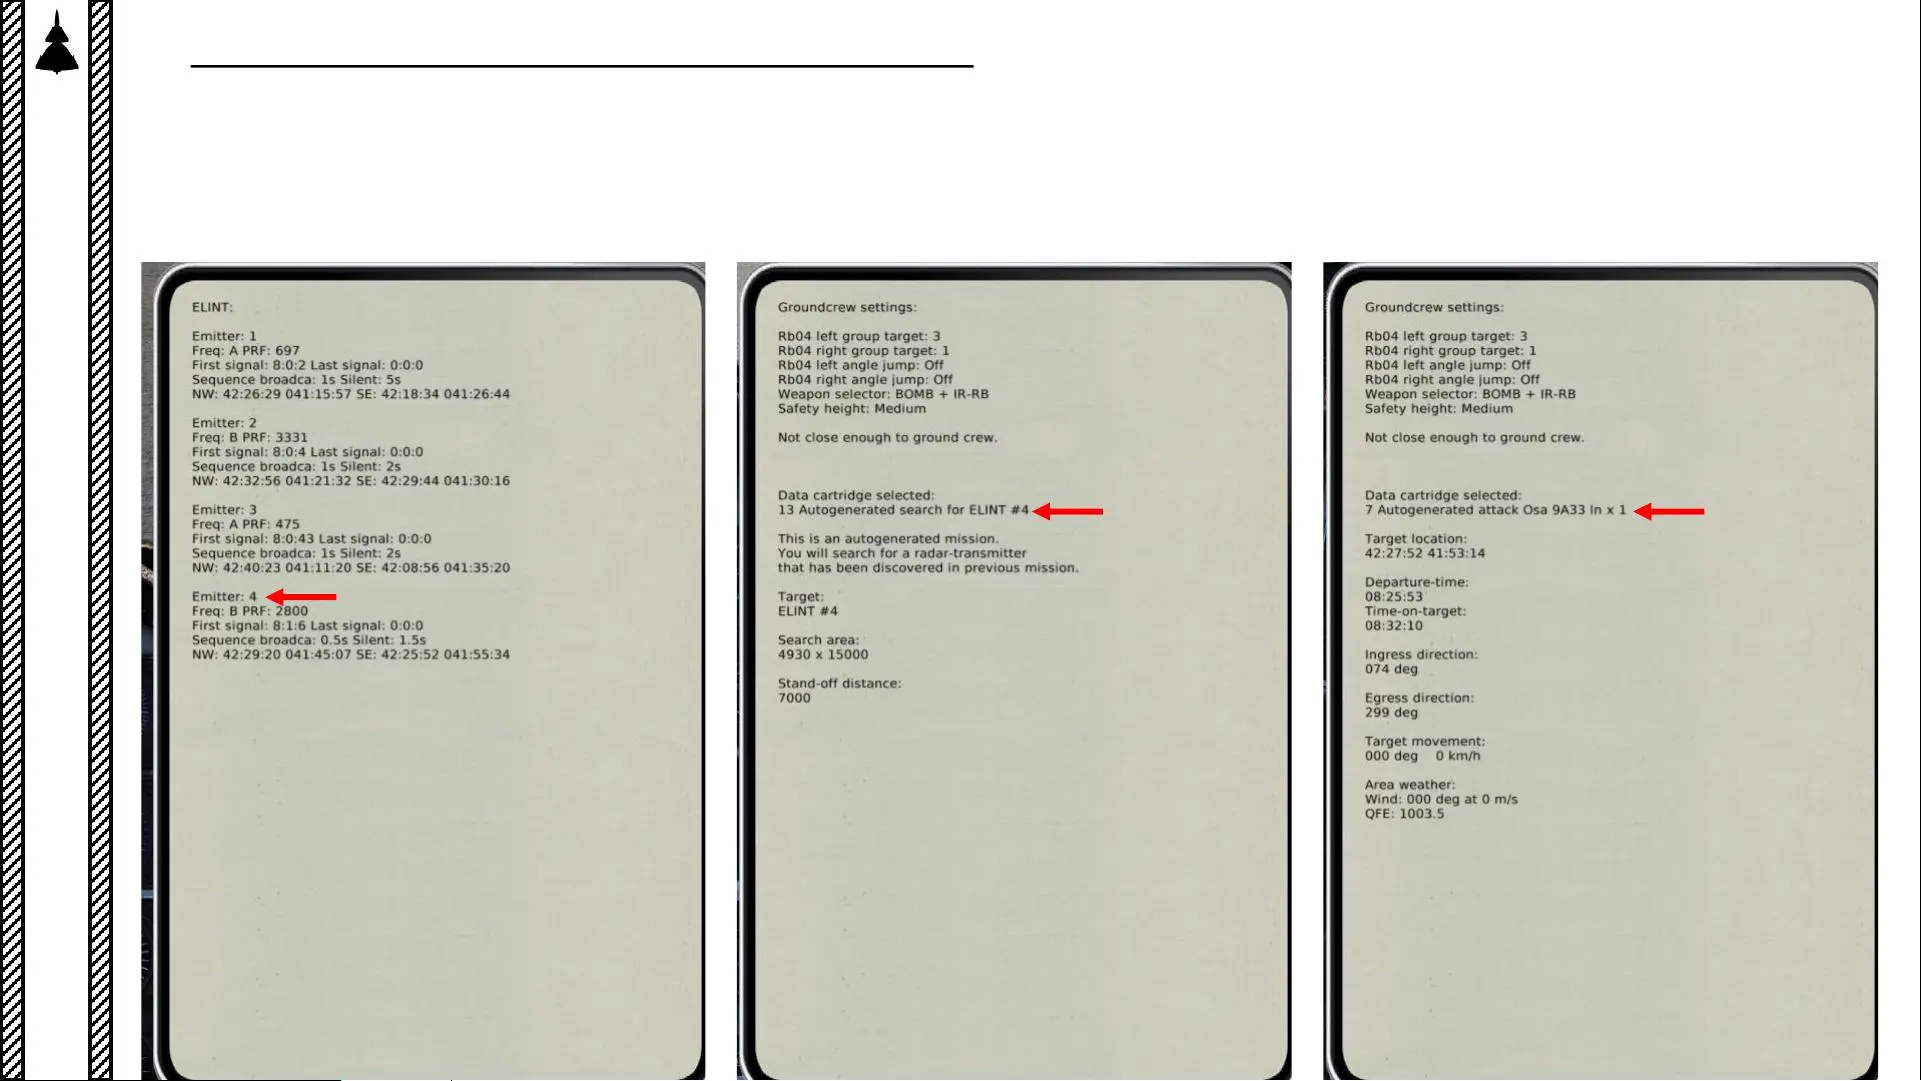 ELINT:
Emitter: 1
Freq: A PRF: 697
First signal: 8:0:2 Last signal: 0:0:0
Sequence broadca: 1s Silent: 5s
NW: 42:26:29 041:15:57 SE: 42:18:34 041:26:44
Emitter: 2
Freq: B PRF: 3331
First signal: 8:0:4 Last signal: 0:0:0
Sequence broadca: 1s Silent: 2s
NW: 42:32:56 041:21:32 SE: 42:29:44 041:30:16
Emitter: 3
Freq: A PRF: 475
First signal: 8:0:43 Last signal: 0:0:0
Sequence broadca: 1s Silent: 2s
NW: 42:40:23 041:11:20 SE: 42:08:56 041:35:20
Emitter: 4
Freq: B PRF: 2800
First signal: 8:1:6 Last signal: 0:0:0
Sequence broadca: 0.5s Silent: 1.5s
NW: 42:29:20 041:45:07 SE: 42:25:52 041:55:34
Groundcrew settings:
Rb04 left group target: 3
Rb04 right group target: 1
Rb04 left angle jump: Off
Rb04 right angle jump: Off
Weapon selector: BOMB + IR-RB
Safety height: Medium
Not close enough to ground crew.
Data cartridge selected:
13 Autogenerated search for ELINT #4
This is an autogenerated mission.
You will search for a radar-transmitter
that has been discovered in previous mission.
Target:
ELINT #4
Search area:
4930 x 15000
Stand-off distance:
7000
Groundcrew settings:
Rb04 left group target: 3
Rb04 right group target: 1
Rb04 left angle jump: Off
Rb04 right angle jump: Off
Weapon selector: BOMB + IR-RB
Safety height: Medium
Not close enough to ground crew.
Data cartridge selected:
7 Autogenerated attack Osa 9A33 ln x 1
Target location:
42:27:52 41:53:14
Departure-time:
08:25:53
Time-on-target:
08:32:10
Ingress direction:
074 deg
Egress direction:
299 deg
Target movement:
000 deg 0 km/h
Area weather:
Wind: 000 deg at 0 m/s
QFE: 1003.5